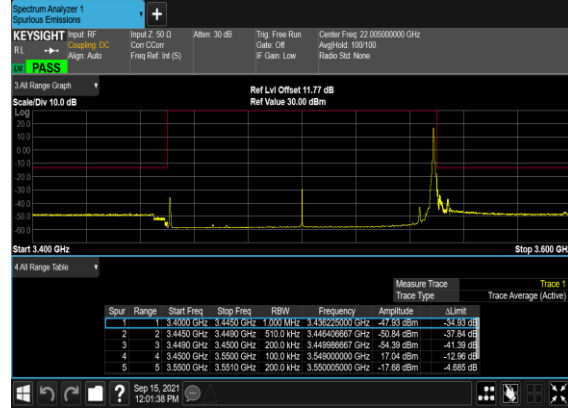 Spectrum Analyzer 1
Spurious Emissions
KEYSIGHT Input: RF Input Z: 50 Ω Atten: 30 dB Trig: Free Run Center Freq: 22.005000000 GHz
RL Coupling: DC Corr CCorr Gate: Off Avg|Hold: 100/100
Align: Auto Freq Ref: Int (S) IF Gain: Low Radio Std: None
PASS
3 All Range Graph
Ref Lvl Offset 11.77 dB
Scale/Div 10.0 dB Ref Value 30.00 dBm
Log
20.0
10.0
0.00
-10.0
-20.0
-30.0
-40.0
-50.0
-60.0
Start 3.400 GHz Stop 3.600 GH
4 All Range Table
Measure Trace Trace 1
Trace Type Trace Average (Active)
Spur Range Start Freq Stop Freq RBW Frequency Amplitude ΔLimit
1 1 3.4000 GHz 3.4450 GHz 1.000 MHz 3.436225000 GHz -47.93 dBm -34.93 dB
2 2 3.4450 GHz 3.4490 GHz 510.0 kHz 3.446406667 GHz -50.84 dBm -37.84 dB
3 3 3.4490 GHz 3.4500 GHz 200.0 kHz 3.449986667 GHz -54.39 dBm -41.39 dB
4 4 3.4500 GHz 3.5500 GHz 100.0 kHz 3.549000000 GHz 17.04 dBm -12.96 dB
5 5 3.5500 GHz 3.5510 GHz 200.0 kHz 3.550005000 GHz -17.68 dBm -4.685 dB
Sep 15, 2021
12:01:38 PM